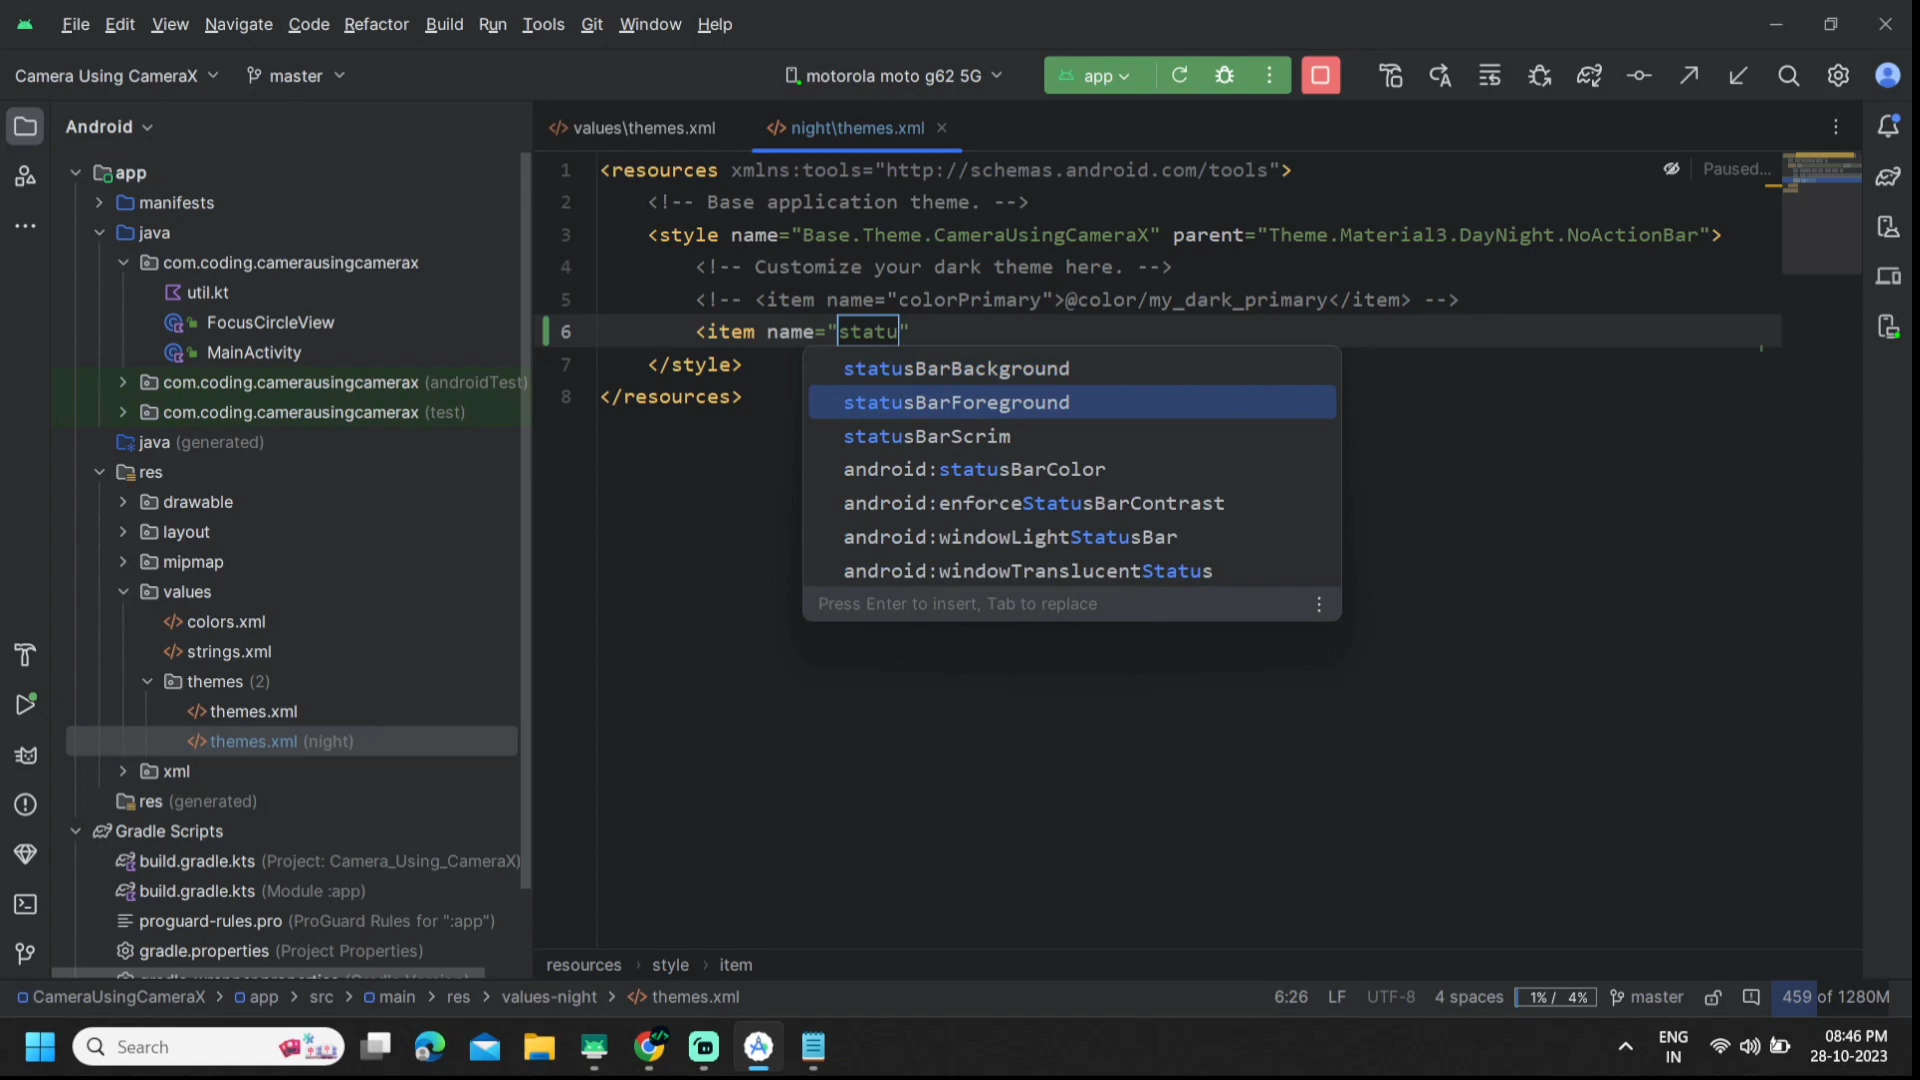 File Edit View Navigate Code Refactor Build Run Tools Git Window Help
Camera Using CameraX master motorola moto g62 5G app
Android
values\themes.xml night\themes.xml
app
manifests
java
com.coding.camerausingcamerax
util.kt
FocusCircleView
MainActivity
com.coding.camerausingcamerax (androidTest)
com.coding.camerausingcamerax (test)
java (generated)
res
drawable
layout
mipmap
values
colors.xml
strings.xml
themes (2)
themes.xml
themes.xml (night)
xml
res (generated)
Gradle Scripts
build.gradle.kts (Project: Camera_Using_CameraX)
build.gradle.kts (Module :app)
proguard-rules.pro (ProGuard Rules for ":app")
gradle.properties (Project Properties)
1 <resources xmlns:tools="http://schemas.android.com/tools">
Paused...
2 <!-- Base application theme. -->
3 <style name="Base.Theme.CameraUsingCameraX" parent="Theme.Material3.DayNight.NoActionBar">
4 <!-- Customize your dark theme here. -->
5 <!-- <item name="colorPrimary">@color/my_dark_primary</item> -->
6 <item name="statu"
7 </style>
8 </resources>
statusBarBackground
statusBarForeground
statusBarScrim
android:statusBarColor
android:enforceStatusBarContrast
android:windowLightStatusBar
android:windowTranslucentStatus
Press Enter to insert, Tab to replace
resources › style › item
CameraUsingCameraX > app > src > main > res > values-night > themes.xml
6:26 LF UTF-8 4 spaces 1% / 4% master 459 of 1280M
Search
ENG
IN
08:46 PM
28-10-2023